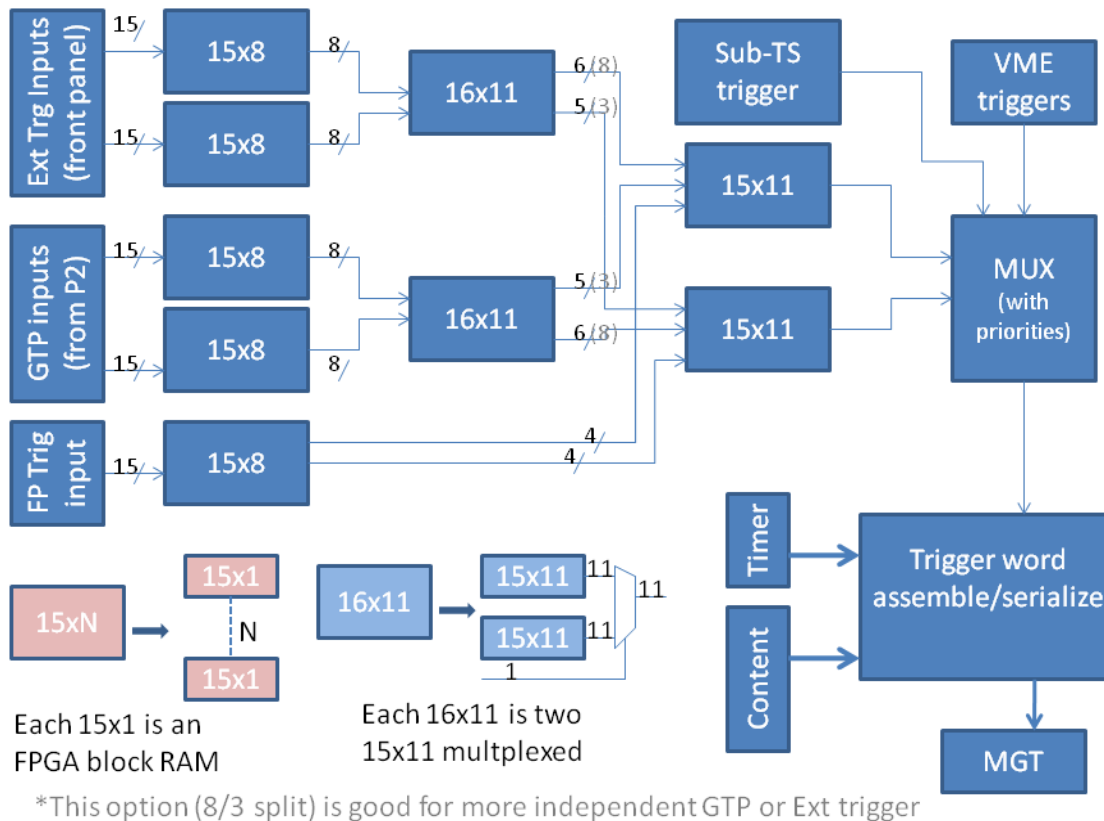 Ext Trg Inputs
(front panel)
15
15
15x8
15x8
8
8
16x11
6(8)
5(3)
Sub-TS
trigger
VME
triggers
GTP inputs
(from P2)
15
15
15x8
15x8
8
8
16x11
5(3)
6(8)
15x11
15x11
MUX
(with
priorities)
FP Trig
input
15
15x8
4
4
Timer
Content
Trigger word
assemble/serialize
MGT
15xN
15x1
N
15x1
Each 15x1 is an
FPGA block RAM
16x11
15x11
15x11
11
11
11
1
Each 16x11 is two
15x11 multplexed
*This option (8/3 split) is good for more independent GTP or Ext trigger